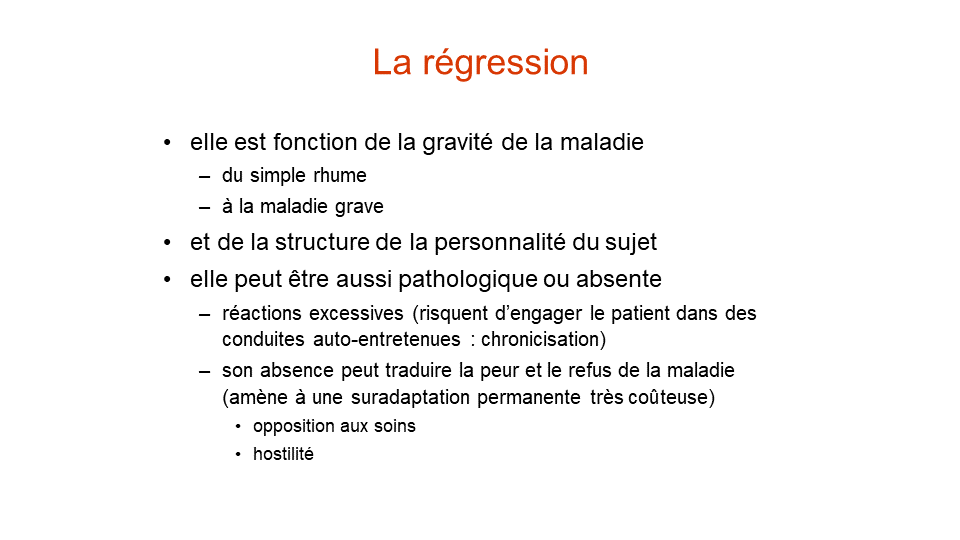 La régression
• elle est fonction de la gravité de la maladie
– du simple rhume
– à la maladie grave
• et de la structure de la personnalité du sujet
• elle peut être aussi pathologique ou absente
– réactions excessives (risquent d’engager le patient dans des
conduites auto-entretenues : chronicisation)
– son absence peut traduire la peur et le refus de la maladie
(amène à une suradaptation permanente très coûteuse)
• opposition aux soins
• hostilité